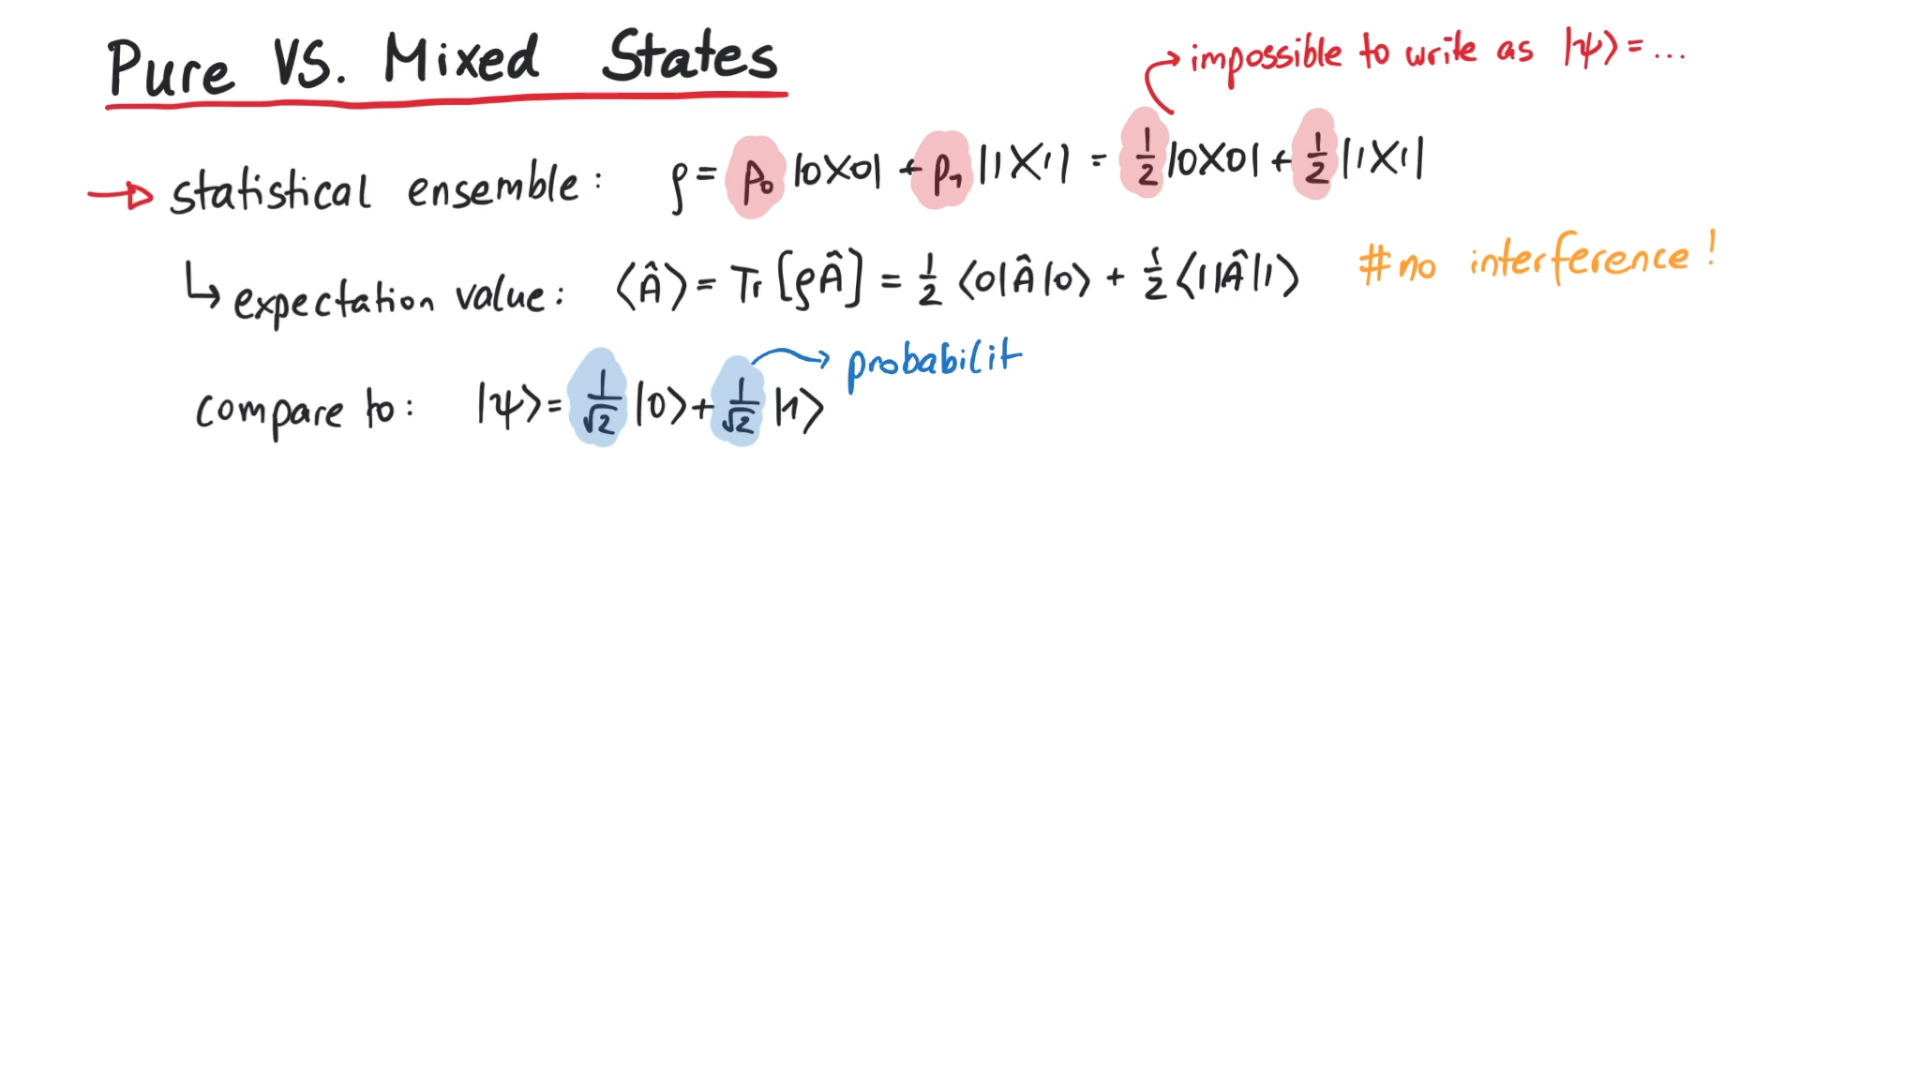 Pure VS. Mixed States
impossible to write as |ψ⟩ = ...
statistical ensemble: ρ = p₀ |0⟩⟨0| + p₁ |1⟩⟨1| = 1/2 |0⟩⟨0| + 1/2 |1⟩⟨1|
expectation value: ⟨Â⟩ = Tr [ρÂ] = 1/2 ⟨0|Â|0⟩ + 1/2 ⟨1|Â|1⟩ #no interference!
probabilit
compare to: |ψ⟩ = 1/√2 |0⟩ + 1/√2 |1⟩